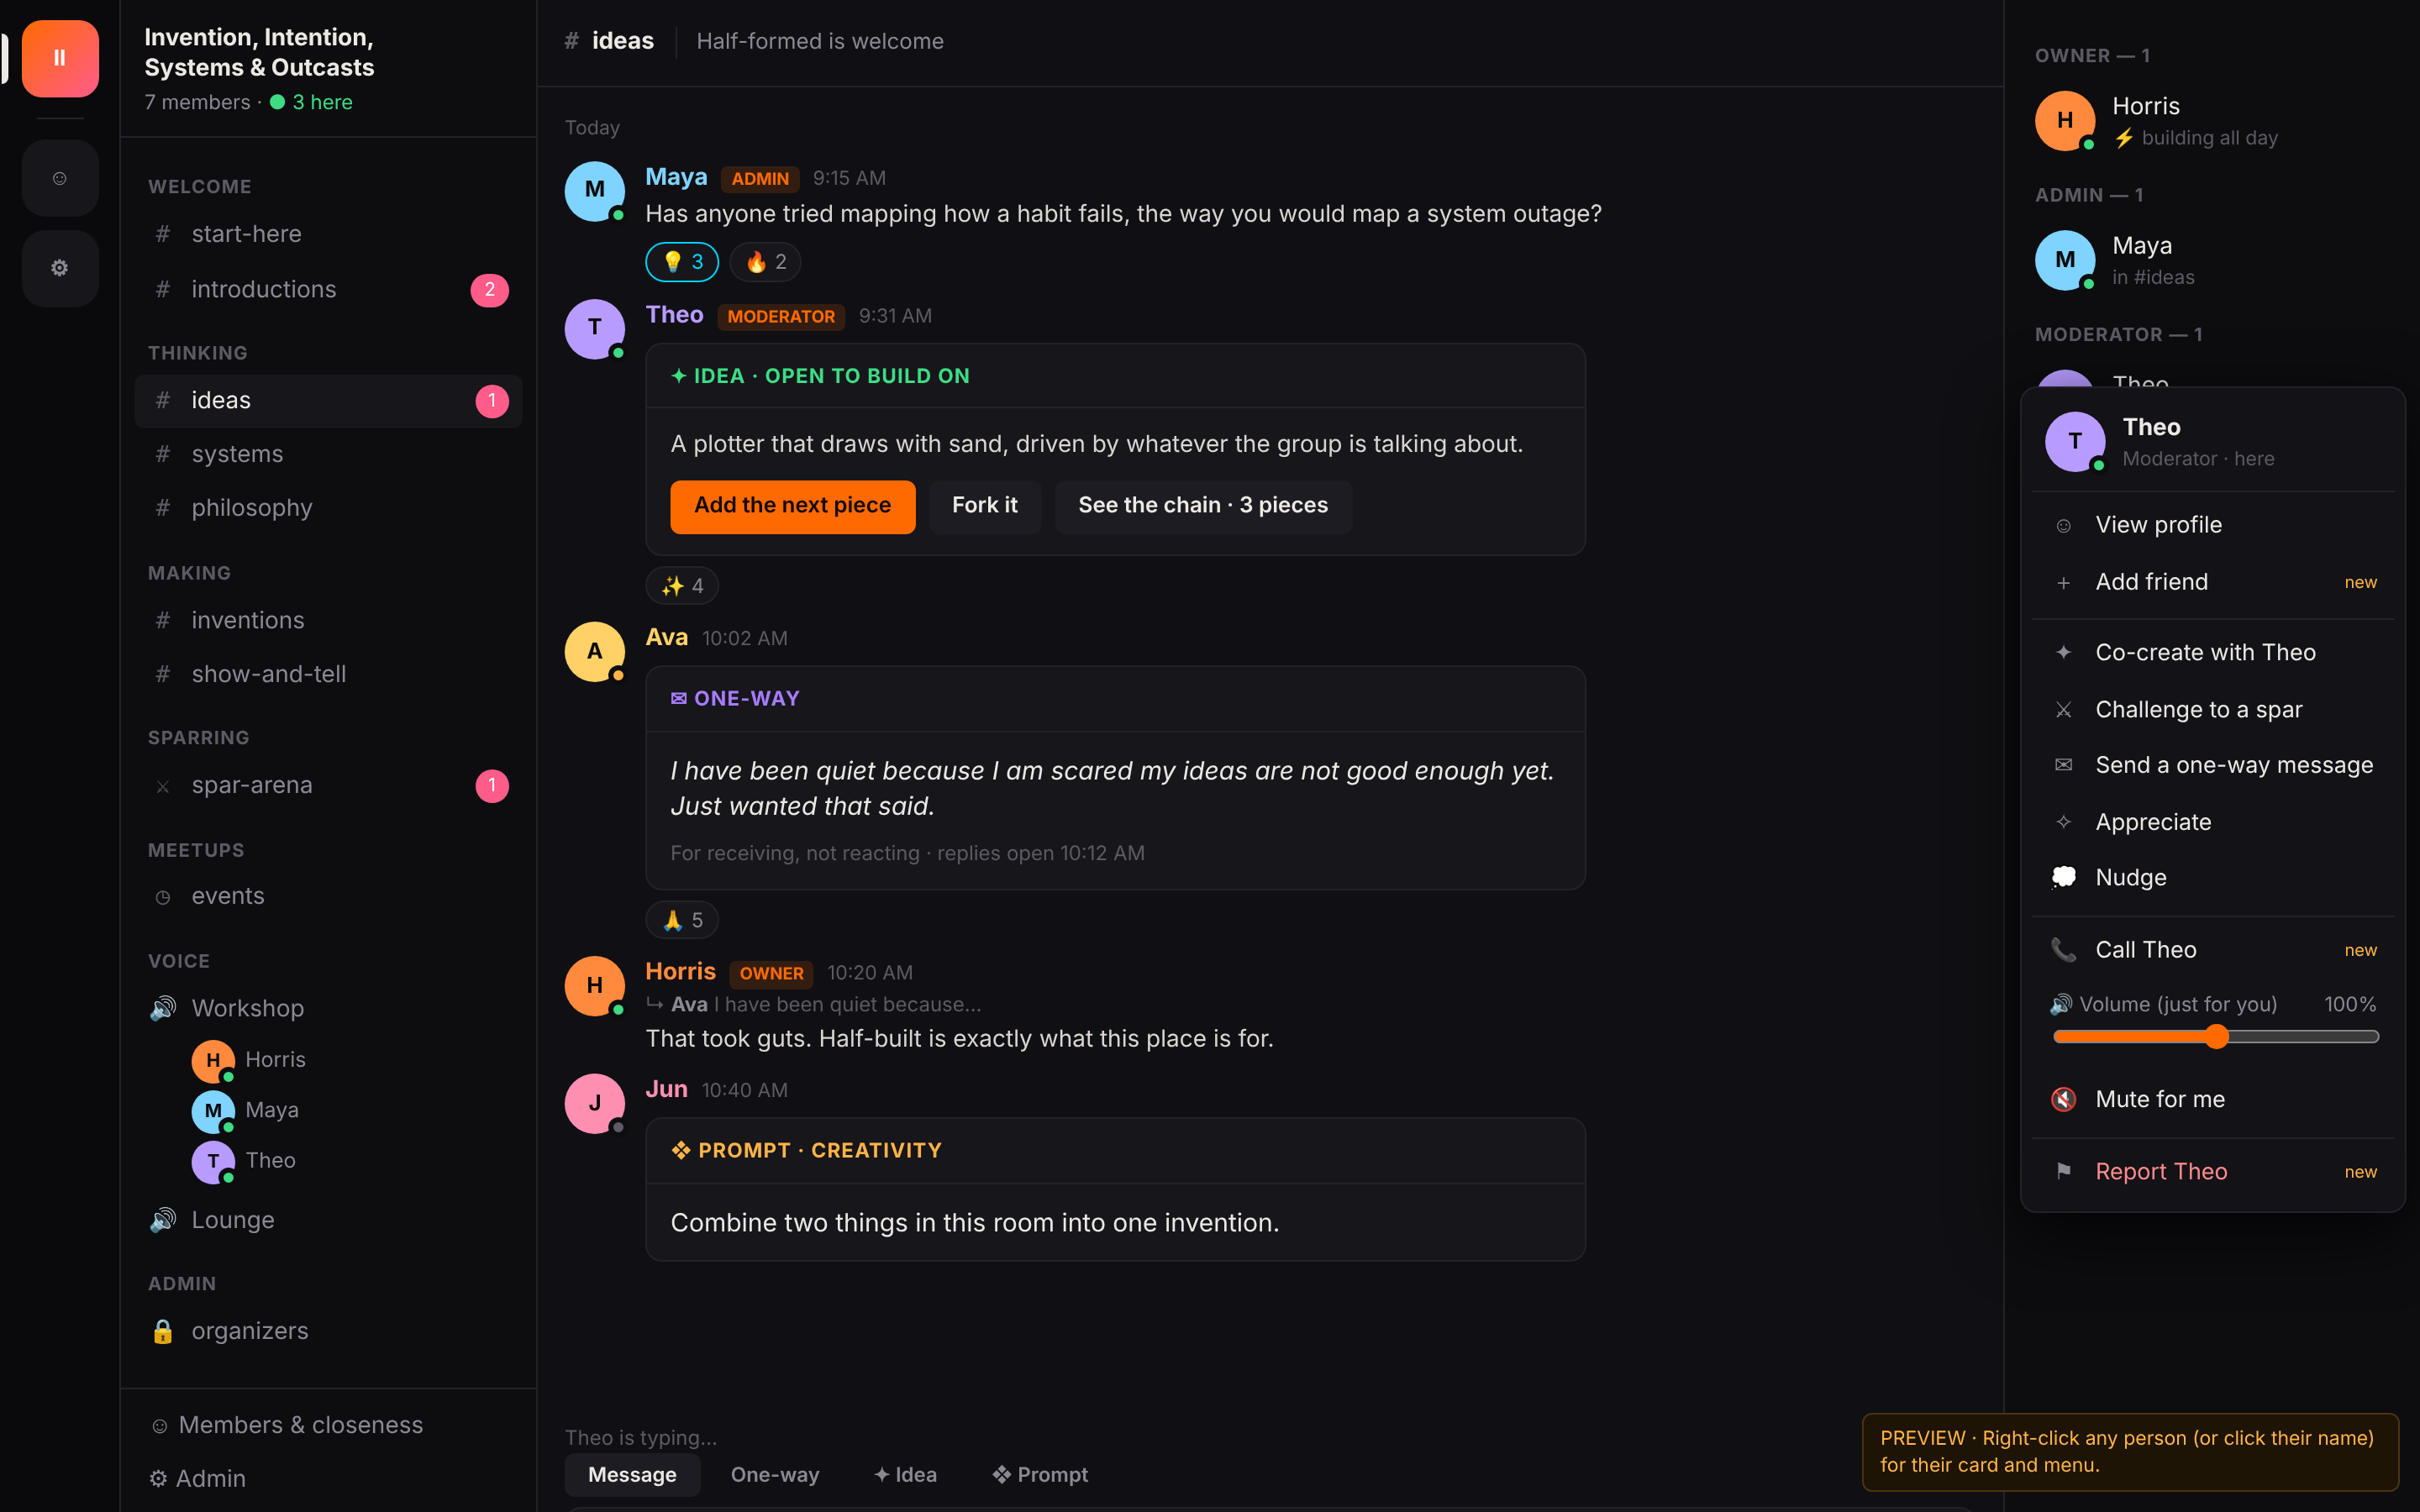 II
Invention, Intention,
Systems & Outcasts
7 members · 3 here
WELCOME
# start-here
# introductions 2
THINKING
# ideas 1
# systems
# philosophy
MAKING
# inventions
# show-and-tell
SPARRING
⚔ spar-arena 1
MEETUPS
◷ events
VOICE
🔊 Workshop
H Horris
M Maya
T Theo
🔊 Lounge
ADMIN
🔒 organizers
☺ Members & closeness
⚙ Admin
# ideas Half-formed is welcome
Today
M Maya ADMIN 9:15 AM
Has anyone tried mapping how a habit fails, the way you would map a system outage?
💡 3 🔥 2
T Theo MODERATOR 9:31 AM
✦ IDEA · OPEN TO BUILD ON
A plotter that draws with sand, driven by whatever the group is talking about.
Add the next piece Fork it See the chain · 3 pieces
✨ 4
A Ava 10:02 AM
✉ ONE-WAY
I have been quiet because I am scared my ideas are not good enough yet.
Just wanted that said.
For receiving, not reacting · replies open 10:12 AM
🙏 5
H Horris OWNER 10:20 AM
↪ Ava I have been quiet because…
That took guts. Half-built is exactly what this place is for.
J Jun 10:40 AM
❖ PROMPT · CREATIVITY
Combine two things in this room into one invention.
Theo is typing…
Message One-way ✦ Idea ❖ Prompt
OWNER — 1
H Horris
⚡ building all day
ADMIN — 1
M Maya
in #ideas
MODERATOR — 1
Theo
T Theo
Moderator · here
☺ View profile
+ Add friend new
✦ Co-create with Theo
⚔ Challenge to a spar
✉ Send a one-way message
✧ Appreciate
💭 Nudge
📞 Call Theo new
🔊 Volume (just for you) 100%
🔇 Mute for me
⚑ Report Theo new
PREVIEW · Right-click any person (or click their name)
for their card and menu.